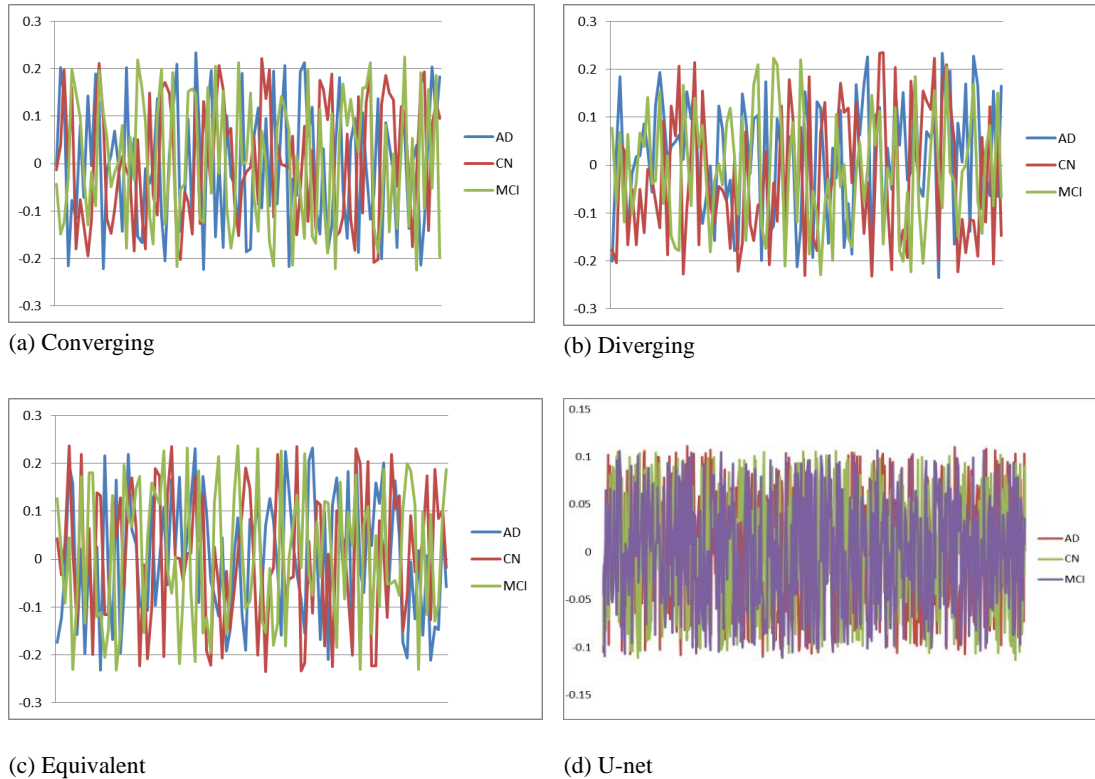 0.3
0.2
0.1
0
-0.1
-0.2
-0.3
AD
CN
MCI
(a) Converging
0.3
0.2
0.1
0
-0.1
-0.2
-0.3
AD
CN
MCI
(b) Diverging
0.3
0.2
0.1
0
-0.1
-0.2
-0.3
AD
CN
MCI
(c) Equivalent
0.15
0.1
0.05
0
-0.05
-0.1
-0.15
AD
CN
MCI
(d) U-net